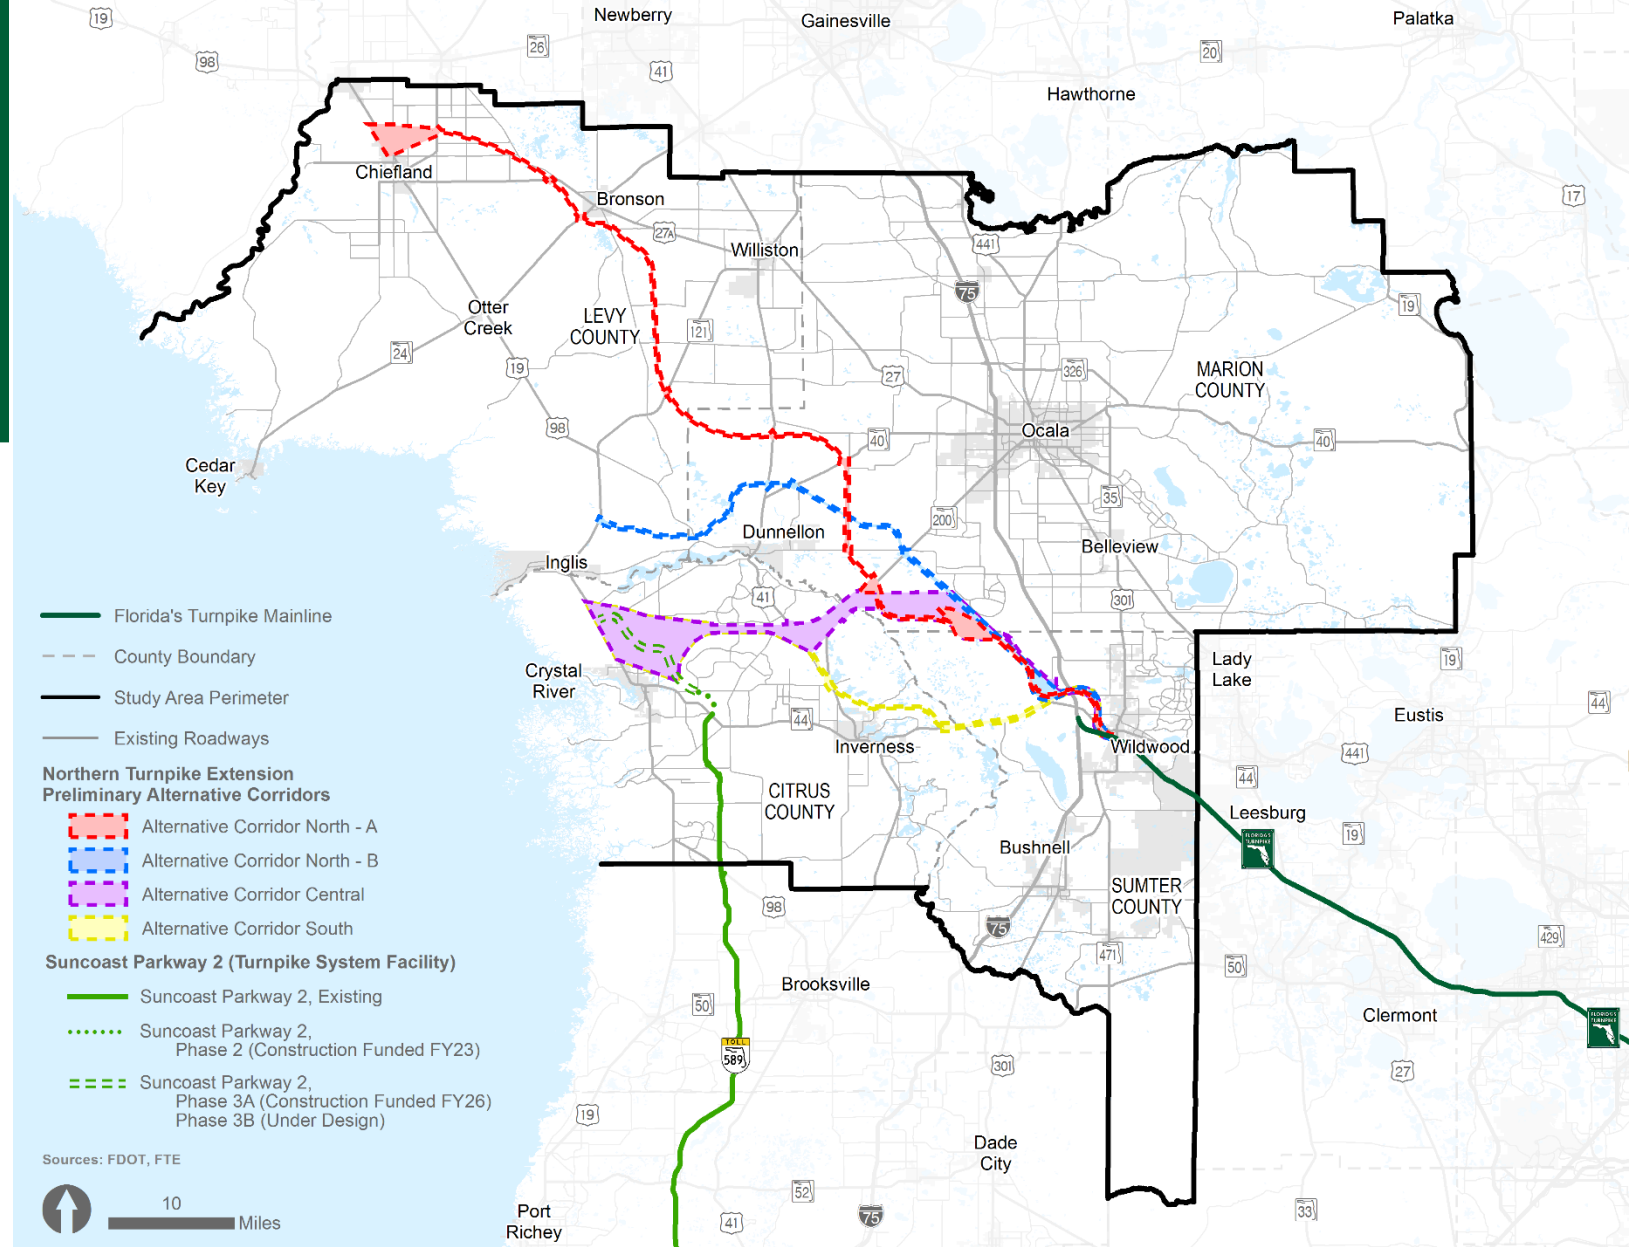 Newberry
Gainesville
Palatka
19
98
26
41
20
Hawthorne
17
Chiefland
Bronson
27A
Williston
441
75
19
Otter
Creek
LEVY
COUNTY
121
24
19
27
326
MARION
COUNTY
98
40
Ocala
40
Cedar
Key
35
200
Dunnellon
Belleview
Inglis
41
301
Crystal
River
Lady
Lake
19
44
44
Eustis
Inverness
Wildwood
441
44
CITRUS
COUNTY
Leesburg
19
FLORIDA'S
TURNPIKE
Bushnell
SUMTER
COUNTY
98
75
471
429
50
Brooksville
50
Clermont
FLORIDA'S
TURNPIKE
TOLL
589
301
27
19
Dade
City
52
41
75
33
Port
Richey
Florida's Turnpike Mainline
County Boundary
Study Area Perimeter
Existing Roadways
Northern Turnpike Extension
Preliminary Alternative Corridors
Alternative Corridor North - A
Alternative Corridor North - B
Alternative Corridor Central
Alternative Corridor South
Suncoast Parkway 2 (Turnpike System Facility)
Suncoast Parkway 2, Existing
Suncoast Parkway 2,
Phase 2 (Construction Funded FY23)
Suncoast Parkway 2,
Phase 3A (Construction Funded FY26)
Phase 3B (Under Design)
Sources: FDOT, FTE
10
Miles